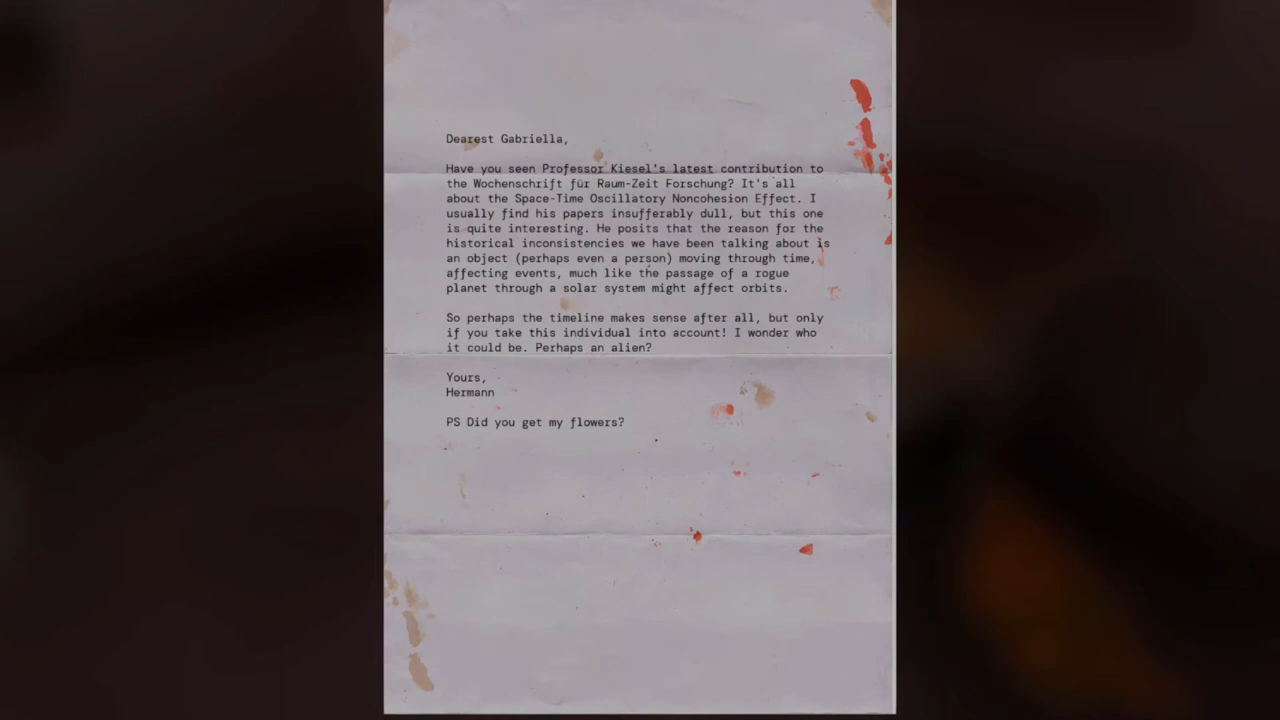 Dearest Gabriella,
Have you seen Professor Kiesel's latest contribution to
the Wochenschrift für Raum-Zeit Forschung? It's all
about the Space-Time Oscillatory Noncohesion Effect. I
usually find his papers insufferably dull, but this one
is quite interesting. He posits that the reason for the
historical inconsistencies we have been talking about is
an object (perhaps even a person) moving through time,
affecting events, much like the passage of a rogue
planet through a solar system might affect orbits.
So perhaps the timeline makes sense after all, but only
if you take this individual into account! I wonder who
it could be. Perhaps an alien?
Yours,
Hermann
PS Did you get my flowers?